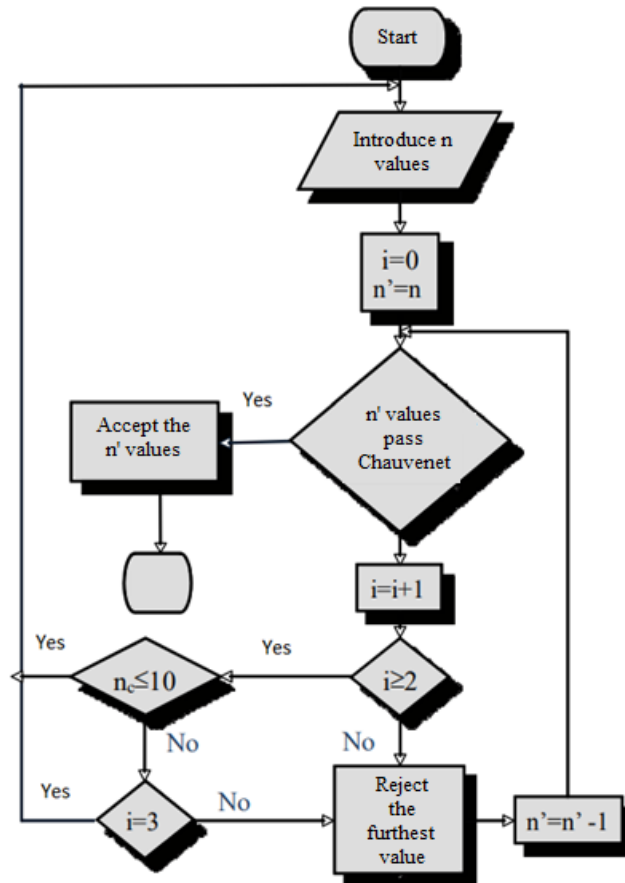 Start
Introduce n
values
i=0
n’=n
n' values
pass
Chauvenet
Yes
Accept the
n' values
i=i+1
i≥2
Yes
nc≤10
Yes
No
No
i=3
Yes
No
Reject
the
furthest
value
n’=n’ -1